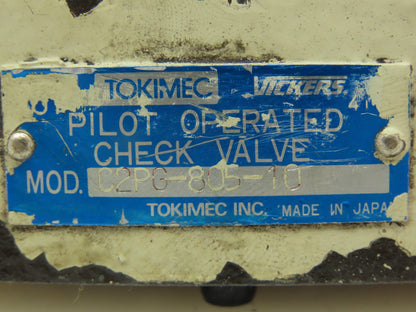 TOKIMEC VICKERS
PILOT OPERATED
CHECK VALVE
MOD. C2PG-805-10
TOKIMEC INC. MADE IN JAPAN